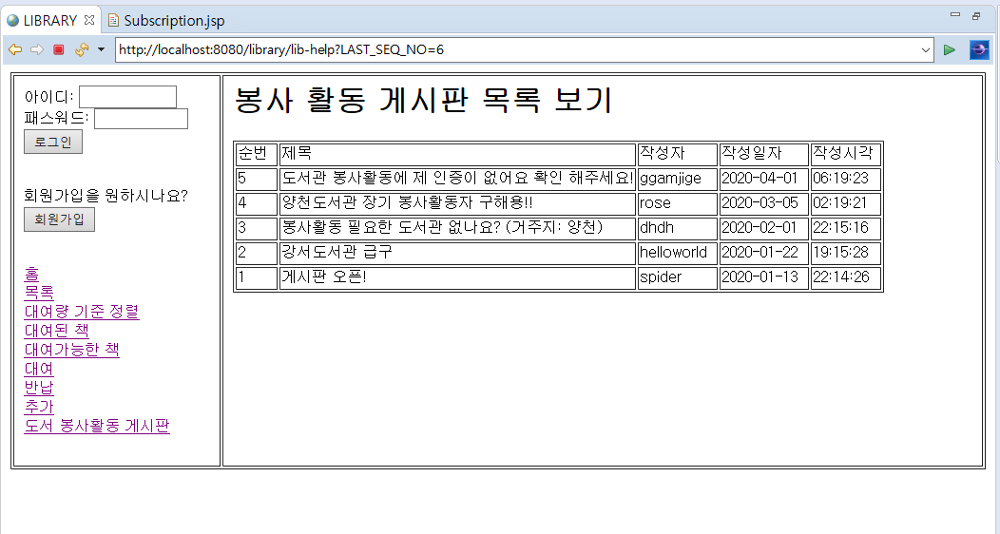 LIBRARY Subscription.jsp
http://localhost:8080/library/lib-help?LAST_SEQ_NO=6
아이디:
패스워드:
로그인
회원가입을 원하시나요?
회원가입
홈
목록
대여량 기준 정렬
대여된 책
대여가능한 책
대여
반납
추가
도서 봉사활동 게시판
봉사 활동 게시판 목록 보기
순번 제목 작성자 작성일자 작성시각
5 도서관 봉사활동에 제 인증이 없어요 확인 해주세요! ggamjige 2020-04-01 06:19:23
4 양천도서관 장기 봉사활동자 구해용!! rose 2020-03-05 02:19:21
3 봉사활동 필요한 도서관 없나요? (거주지: 양천) dhdh 2020-02-01 22:15:16
2 강서도서관 급구 helloworld 2020-01-22 19:15:28
1 게시판 오픈! spider 2020-01-13 22:14:26